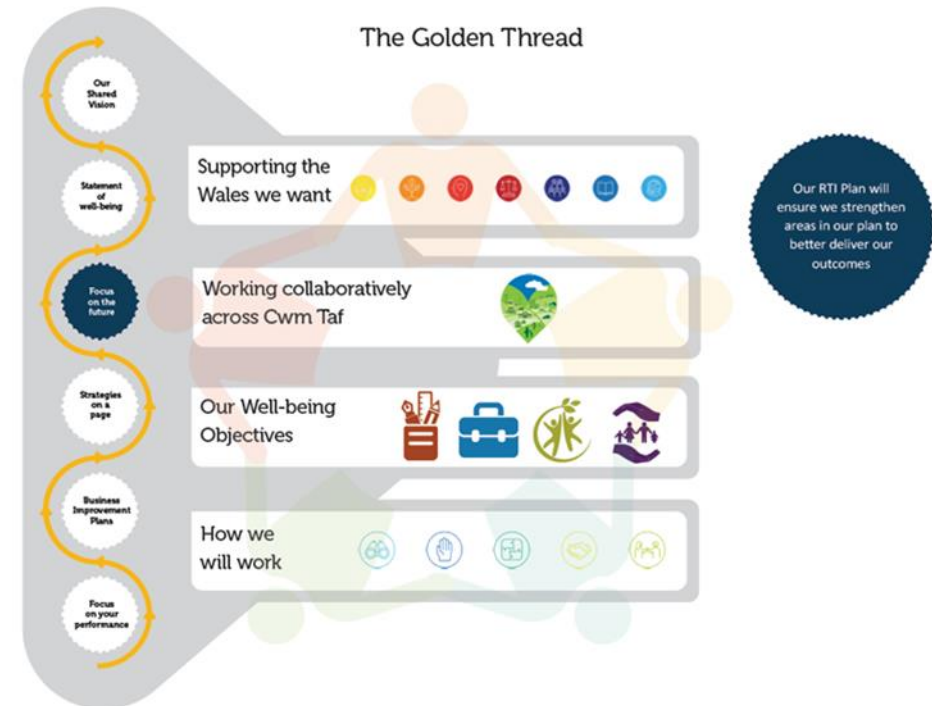 The Golden Thread
Our
Shared
Vision
Statement
of
well-being
Focus
on the
future
Strategies
on a
page
Business
Improvement
Plans
Focus
on your
performance
Supporting the
Wales we want
Working collaboratively
across Cwm Taf
Our Well-being
Objectives
How we
will work
Our RTI Plan will
ensure we strengthen
areas in our plan to
better deliver our
outcomes